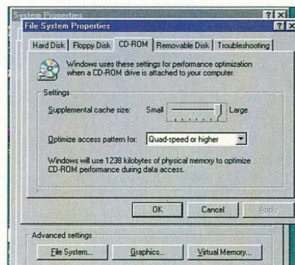 System Properties
File System Properties
Hard Disk Floppy Disk CD-ROM Removable Disk Troubleshooting
Windows uses these settings for performance optimization
when a CD-ROM drive is attached to your computer.
Settings
Supplemental cache size: Small Large
Optimize access pattern for: Quad-speed or higher
Windows will use 1238 kilobytes of physical memory to optimize
CD-ROM performance during data access.
OK Cancel Apply
Advanced settings
File System... Graphics... Virtual Memory...